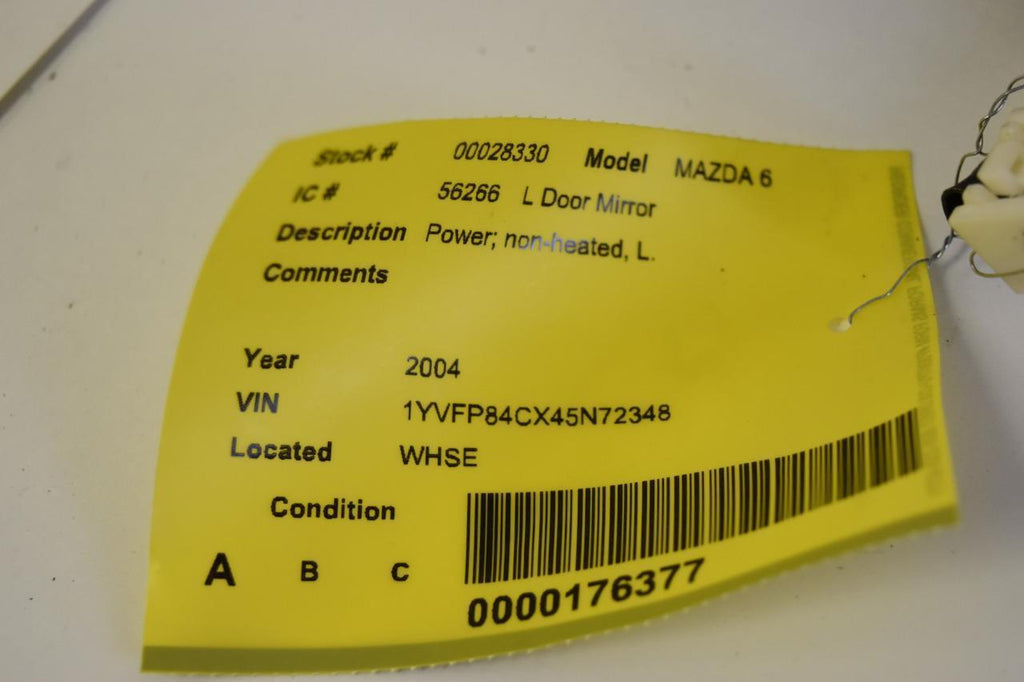 Stock # 00028330 Model MAZDA 6
IC # 56266 L Door Mirror
Description Power; non-heated, L.
Comments
Year 2004
VIN 1YVFP84CX45N72348
Located WHSE
Condition
A B C
0000176377